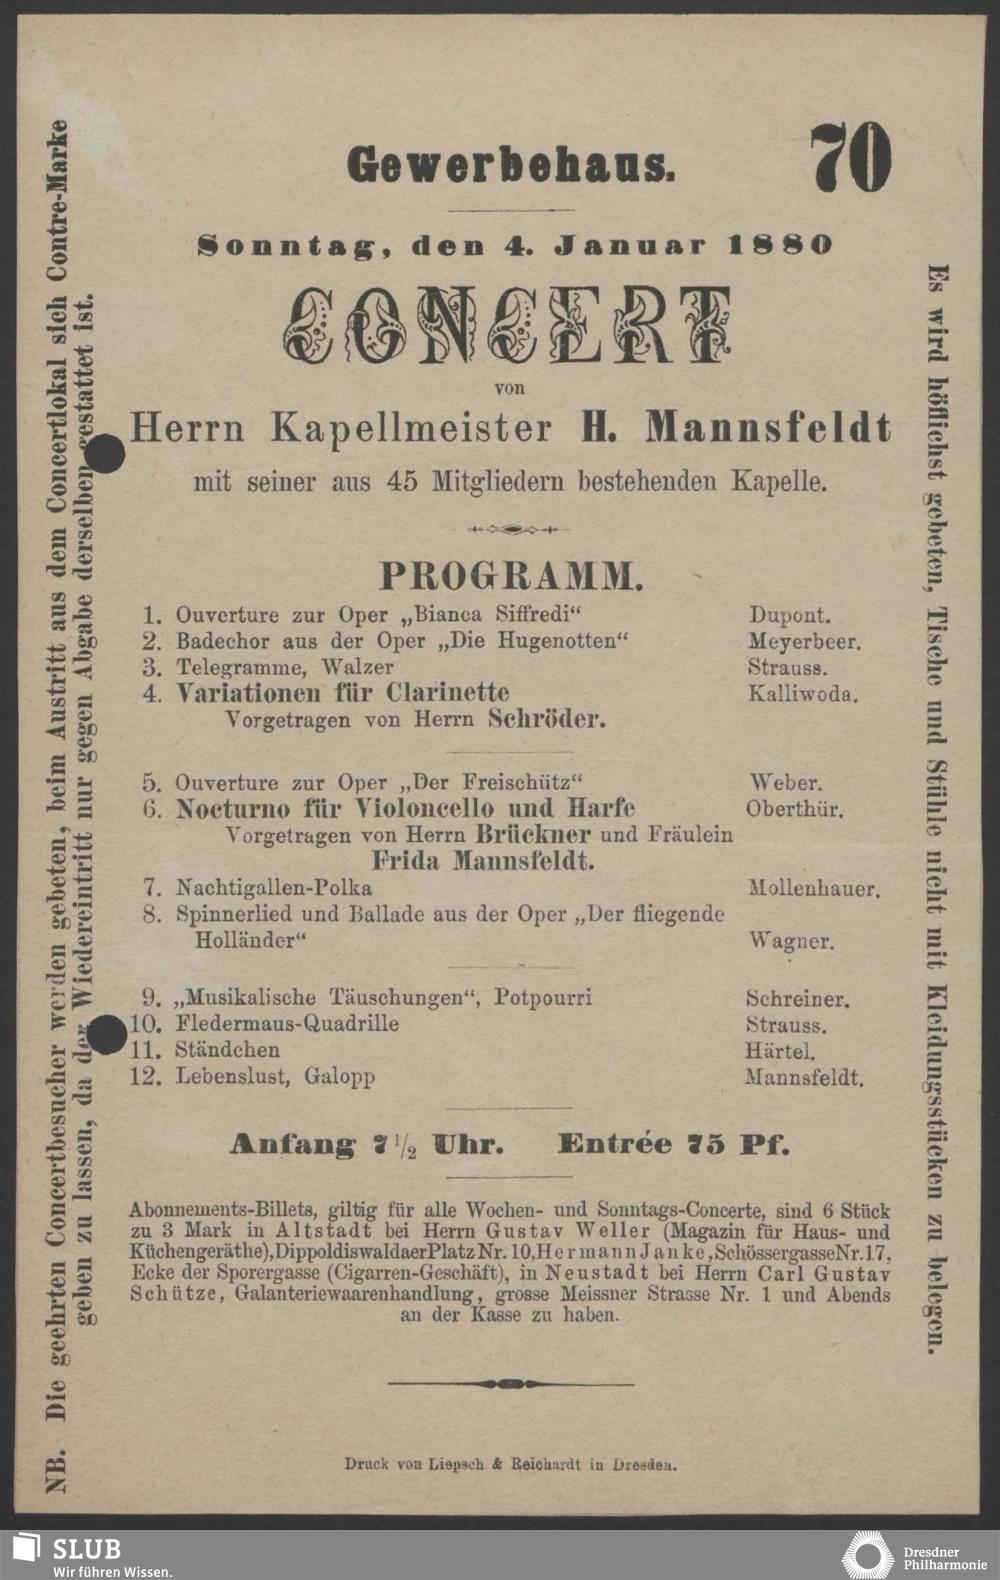 70
Gewerbehaus.
Sonntag, den 4. Januar 1880
CONCERT
von
Herrn Kapellmeister H. Mannsfeldt
mit seiner aus 45 Mitgliedern bestehenden Kapelle.
PROGRAMM.
1. Ouverture zur Oper „Bianca Siffredi“ Dupont.
2. Badechor aus der Oper „Die Hugenotten“ Meyerbeer.
3. Telegramme, Walzer Strauss.
4. Variationen für Clarinette Kalliwoda.
Vorgetragen von Herrn Schröder.
5. Ouverture zur Oper „Der Freischütz“ Weber.
6. Nocturno für Violoncello und Harfe Oberthür.
Vorgetragen von Herrn Brückner und Fräulein
Frida Mannsfeldt.
7. Nachtigallen-Polka Mollenhauer.
8. Spinnerlied und Ballade aus der Oper „Der fliegende
Holländer“ Wagner.
9. „Musikalische Täuschungen“, Potpourri Schreiner.
10. Fledermaus-Quadrille Strauss.
11. Ständchen Härtel.
12. Lebenslust, Galopp Mannsfeldt.
Anfang 7 1/2 Uhr. Entrée 75 Pf.
Abonnements-Billets, giltig für alle Wochen- und Sonntags-Concerte, sind 6 Stück
zu 3 Mark in Altstadt bei Herrn Gustav Weller (Magazin für Haus- und
Küchengeräthe), Dippoldiswaldaer Platz Nr. 10, Hermann Janke, Schössergasse Nr. 17,
Ecke der Sporergasse (Cigarren-Geschäft), in Neustadt bei Herrn Carl Gustav
Schütze, Galanteriewaarenhandlung, grosse Meissner Strasse Nr. 1 und Abends
an der Kasse zu haben.
Druck von Liepsch & Reichardt in Dresden.
NB. Die geehrten Concertbesucher werden gebeten, beim Austritt aus dem Concertlokal sich Contre-Marke
geben zu lassen, da der Wiedereintritt nur gegen Abgabe derselben gestattet ist.
Es wird höflichst gebeten, Tische und Stühle nicht mit Kleidungsstücken zu belegen.
SLUB
Wir führen Wissen.
Dresdner
Philharmonie